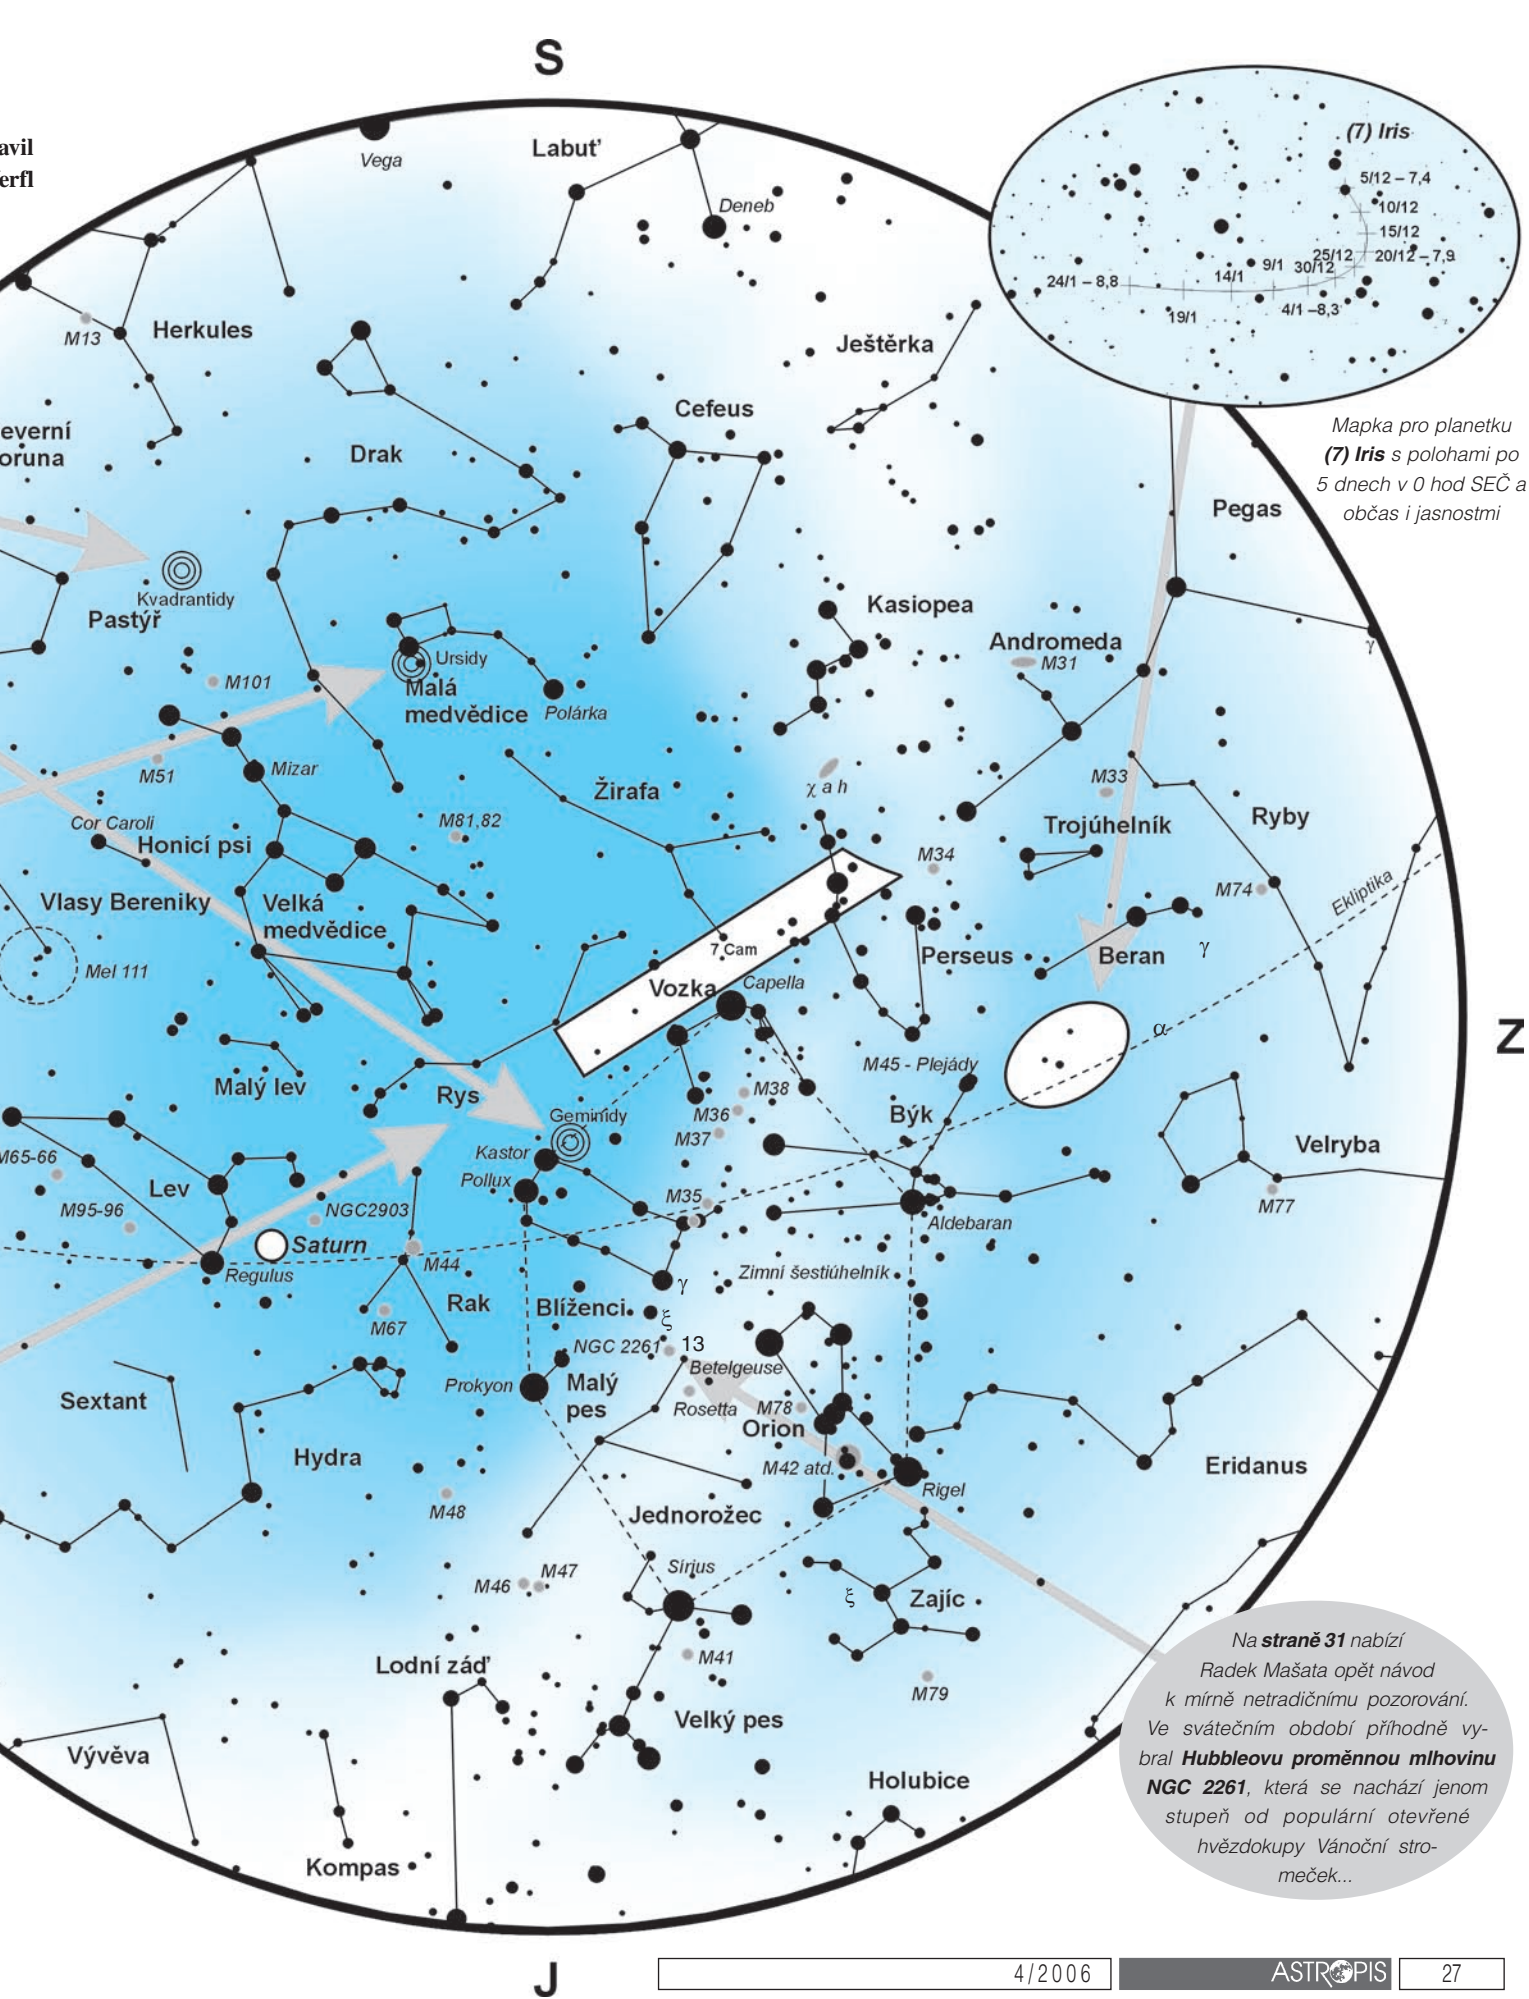 S
avil
erfl
Vega
Labuť
Deneb
(7) Iris
5/12 – 7,4
10/12
15/12
20/12 – 7,9
25/12
30/12
4/1 –8,3
9/1
14/1
19/1
24/1 – 8,8
Mapka pro planetku
(7) Iris s polohami po
5 dnech v 0 hod SEČ a
občas i jasnostmi
M13
Herkules
Ještěrka
Cefeus
everní
oruna
Drak
Pegas
Kvadrantidy
Pastýř
Kasiopea
Andromeda
M31
γ
Ursidy
Malá
medvědice
Polárka
M101
M51
Mizar
Žirafa
χ a h
M33
Cor Caroli
Honicí psi
M81,82
Trojúhelník
Ryby
M34
M74
Ekliptika
Vlasy Bereniky
Velká
medvědice
Mel 111
7 Cam
Perseus
Beran
γ
Vozka
Capella
α
Z
M45 - Plejády
Malý lev
Rys
M38
M36
M37
Býk
Geminidy
Kastor
Pollux
Velryba
M65-66
M95-96
Lev
NGC2903
M35
M77
Saturn
Regulus
M44
Aldebaran
Zimní šestiúhelník
Rak
Blíženci
γ
ξ
M67
NGC 2261
13
Betelgeuse
Sextant
Prokyon
Malý
pes
Rosetta
M78
Orion
Hydra
M42 atd.
Rigel
Eridanus
M48
Jednorožec
M46
M47
Sirius
ξ
Zajíc
Lodní záď
M41
M79
Vývěva
Velký pes
Holubice
Kompas
Na straně 31 nabízí
Radek Mašata opět návod
k mírně netradičnímu pozorování.
Ve svátečním období příhodně vy-
bral Hubbleovu proměnnou mlhovinu
NGC 2261, která se nachází jenom
stupeň od populární otevřené
hvězdokupy Vánoční stro-
meček...
J
4/2006
ASTROPIS
27